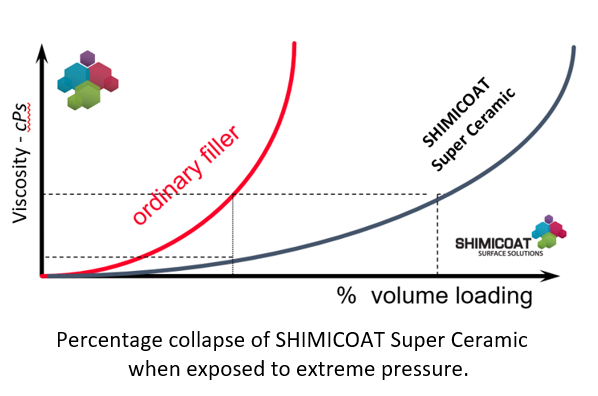 Viscosity - cPs
ordinary filler
SHIMICOAT
Super Ceramic
SHIMICOAT
SURFACE SOLUTIONS
% volume loading
Percentage collapse of SHIMICOAT Super Ceramic
when exposed to extreme pressure.